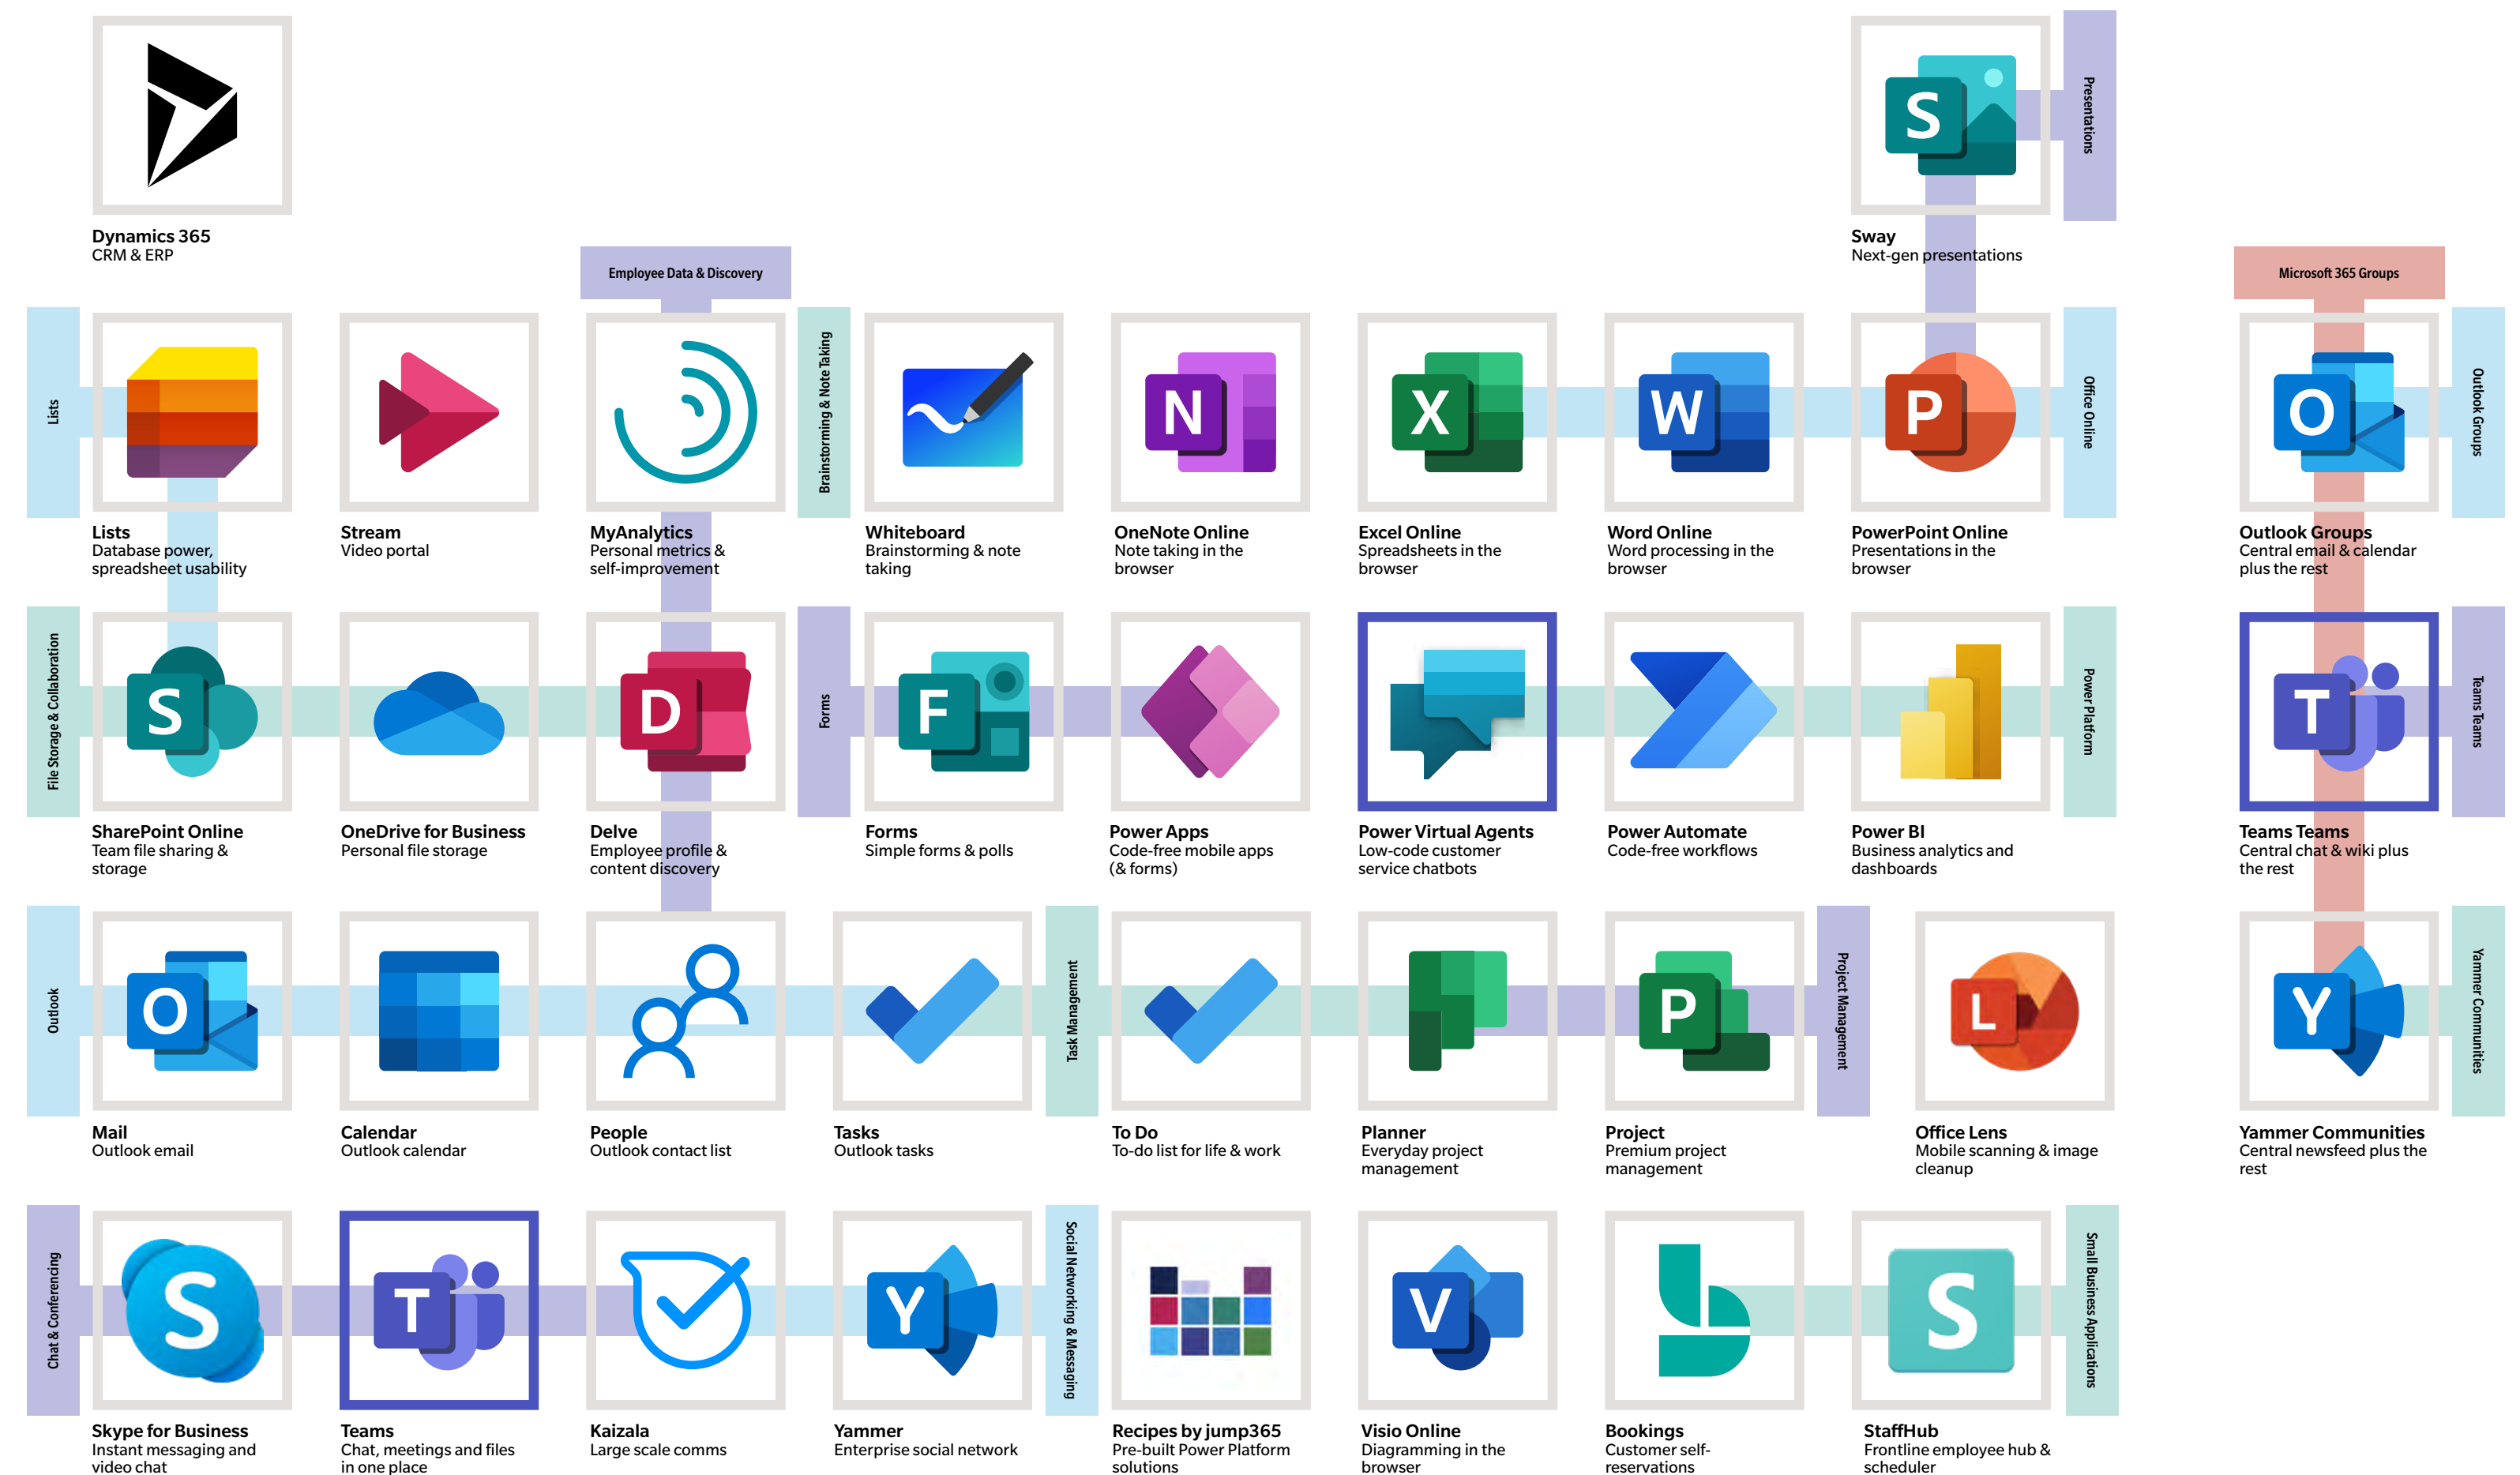 S
Presentations
Dynamics 365
CRM & ERP
Sway
Next-gen presentations
Employee Data & Discovery
Microsoft 365 Groups
Lists
Brainstorming & Note Taking
N
X
W
P
Office Online
O
Outlook Groups
Lists
Database power,
spreadsheet usability
Stream
Video portal
MyAnalytics
Personal metrics &
self-improvement
Whiteboard
Brainstorming & note
taking
OneNote Online
Note taking in the
browser
Excel Online
Spreadsheets in the
browser
Word Online
Word processing in the
browser
PowerPoint Online
Presentations in the
browser
Outlook Groups
Central email & calendar
plus the rest
File Storage & Collaboration
S
D
Forms
F
Power Platform
T
Teams Teams
SharePoint Online
Team file sharing &
storage
OneDrive for Business
Personal file storage
Delve
Employee profile &
content discovery
Forms
Simple forms & polls
Power Apps
Code-free mobile apps
(& forms)
Power Virtual Agents
Low-code customer
service chatbots
Power Automate
Code-free workflows
Power BI
Business analytics and
dashboards
Teams Teams
Central chat & wiki plus
the rest
Outlook
O
Task Management
P
Project Management
L
Y
Yammer Communities
Mail
Outlook email
Calendar
Outlook calendar
People
Outlook contact list
Tasks
Outlook tasks
To Do
To-do list for life & work
Planner
Everyday project
management
Project
Premium project
management
Office Lens
Mobile scanning & image
cleanup
Yammer Communities
Central newsfeed plus the
rest
Chat & Conferencing
S
T
Y
Social Networking & Messaging
V
S
Small Business Applications
Skype for Business
Instant messaging and
video chat
Teams
Chat, meetings and files
in one place
Kaizala
Large scale comms
Yammer
Enterprise social network
Recipes by jump365
Pre-built Power Platform
solutions
Visio Online
Diagramming in the
browser
Bookings
Customer self-
reservations
StaffHub
Frontline employee hub &
scheduler